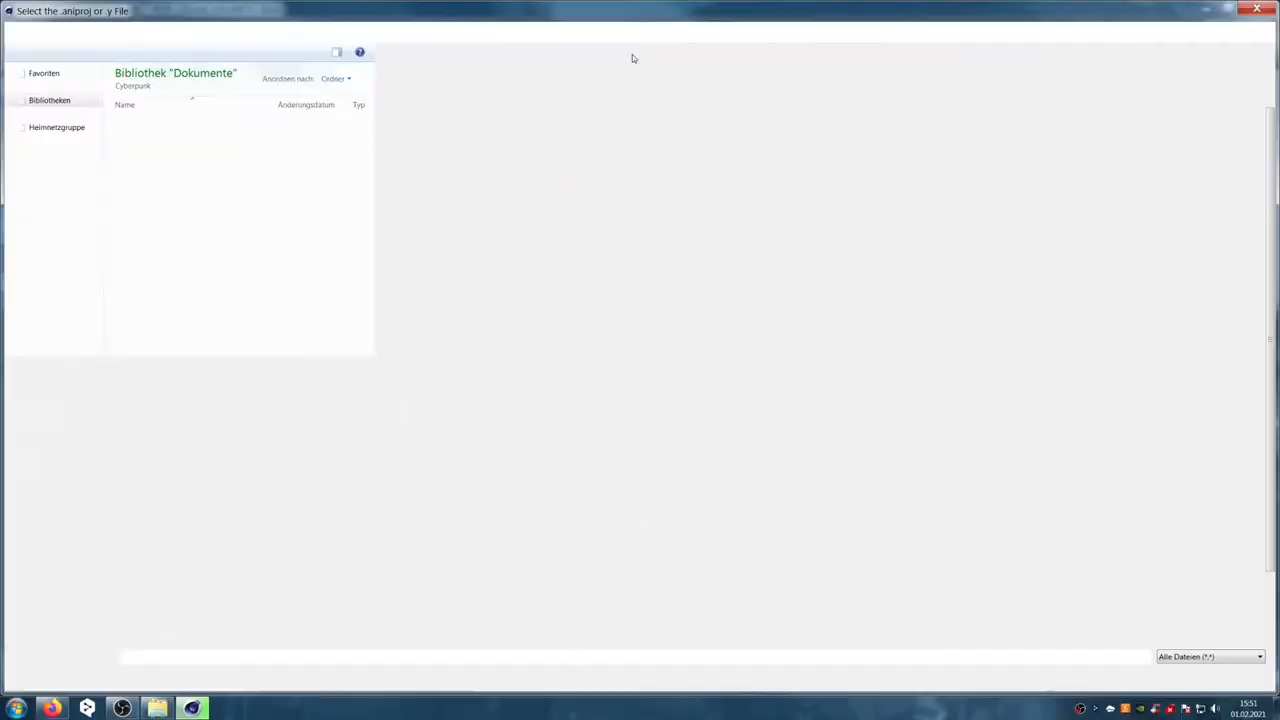 Select the .aniproj or .y File
Favoriten
Bibliothek "Dokumente"
Anordnen nach: Ordner
Cyberpunk
Bibliotheken
Name Änderungsdatum Typ
Heimnetzgruppe
Alle Dateien (*.*)
15:51
01.02.2021